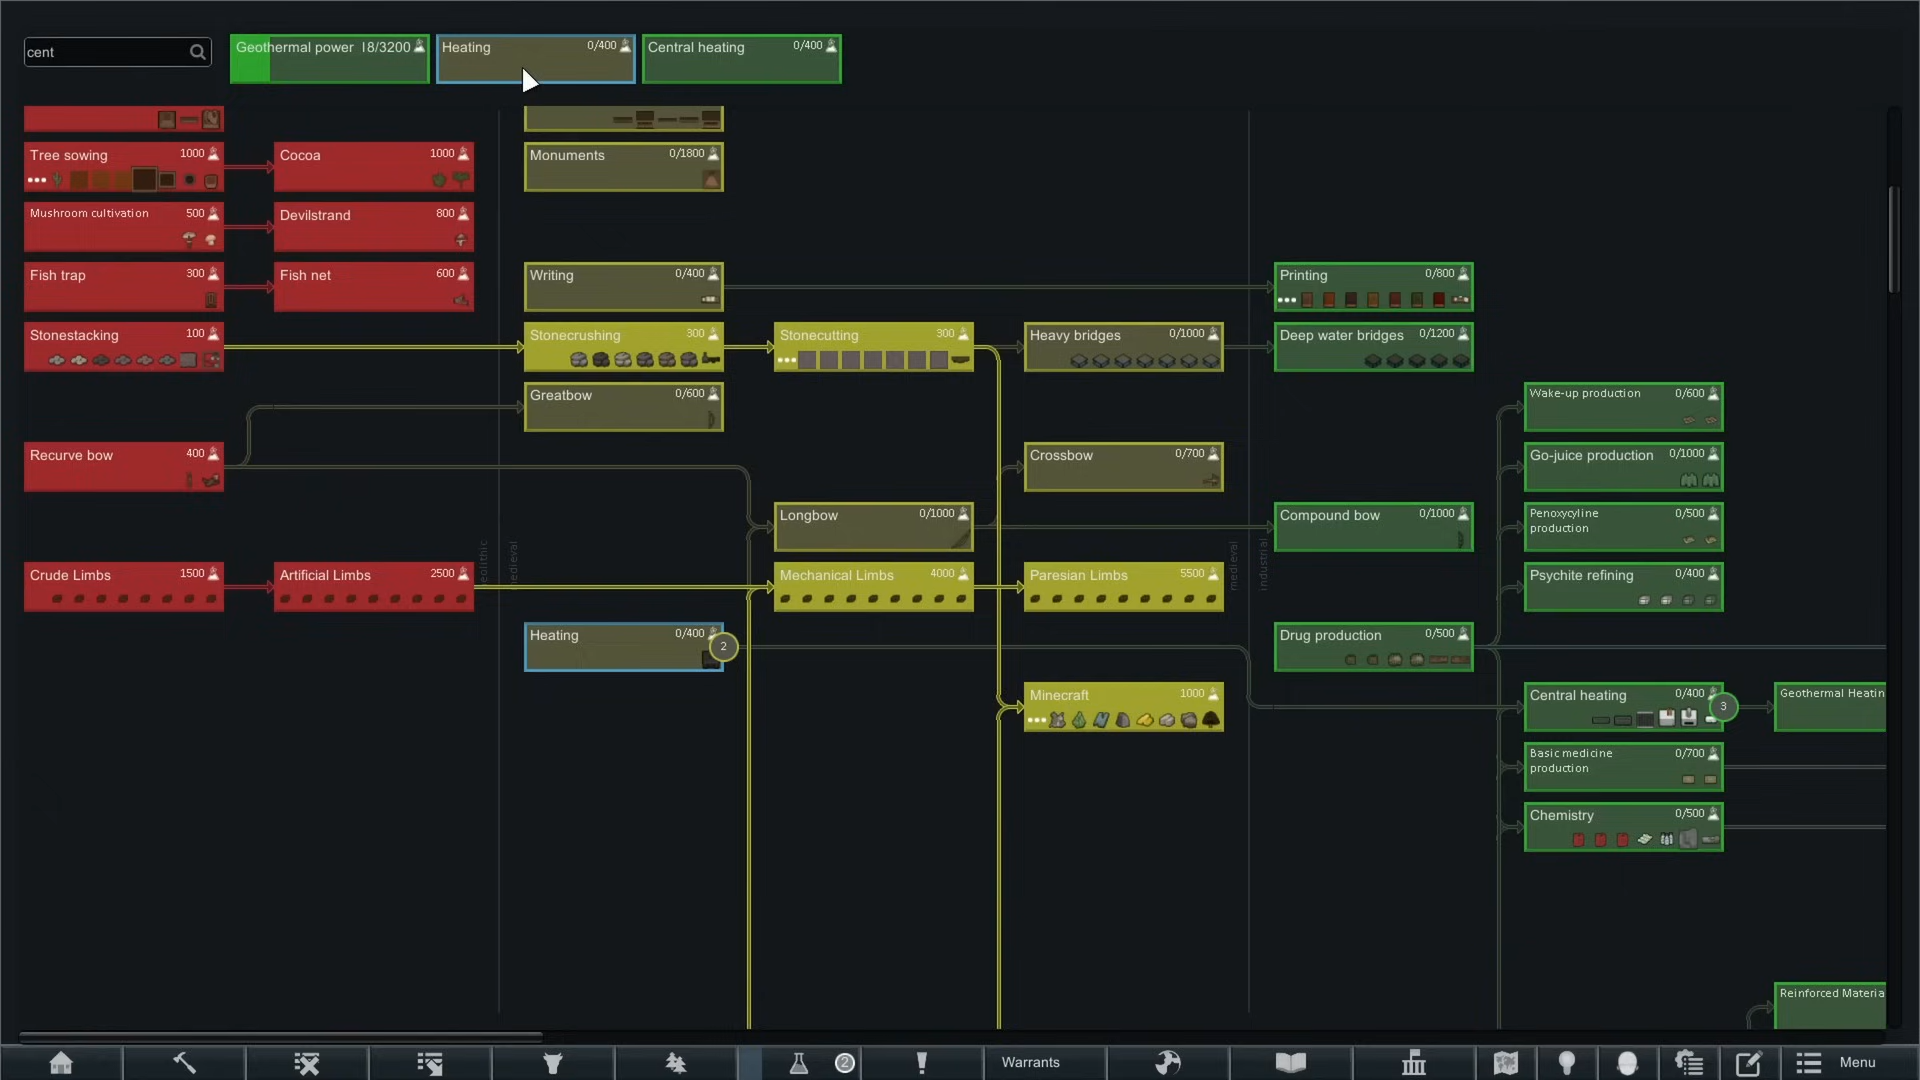 cent
Geothermal power
Heating 0/400
Central heating 0/400
Tree sowing 1000
Cocoa 1000
Monuments 0/1800
Mushroom cultivation 500
Devilstrand 800
Fish trap 300
Fish net 600
Writing 0/400
Printing 0/800
Stonestacking 100
Stonecrushing 300
Stonecutting 300
Heavy bridges 0/1000
Deep water bridges 0/1200
Greatbow 0/600
Wake-up production 0/600
Recurve bow 400
Crossbow 0/700
Go-juice production 0/1000
Longbow 0/1000
Compound bow 0/1000
Penoxycyline 0/500
production
medieval
medieval
industrial
Crude Limbs 1500
Artificial Limbs 2500
Mechanical Limbs 4000
Paresian Limbs 5500
Psychite refining 0/400
Heating 0/400
2
Drug production 0/500
Minecraft 1000
Central heating 0/400
3
Geothermal Heatin
Basic medicine 0/700
production
Chemistry 0/500
Reinforced Materia
2
Warrants
Menu